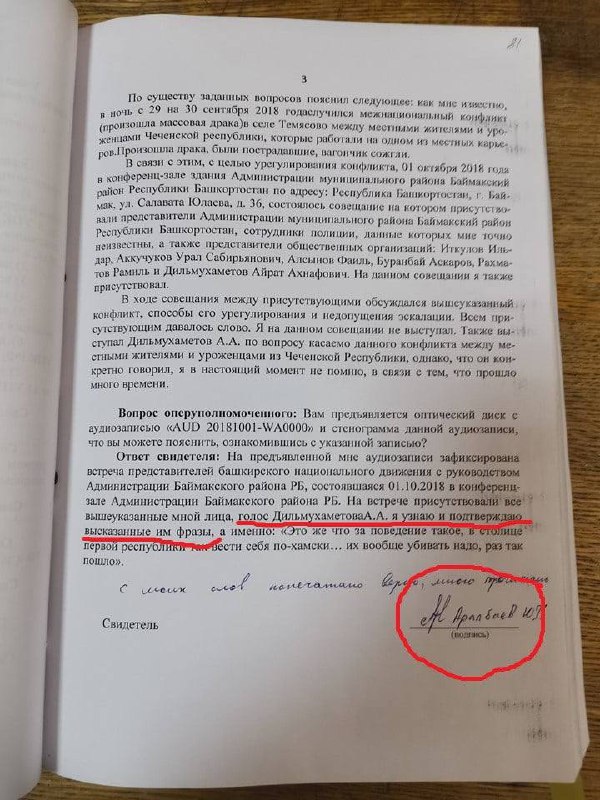 81
3
По существу заданных вопросов пояснил следующее: как мне известно,
в ночь с 29 на 30 сентября 2018 годаслучился межнациональный конфликт
(произошла массовая драка)в селе Темясово между местными жителями и уро-
женцами Чеченской республики, которые работали на одном из местных карье-
ров.Произошла драка, были пострадавшие, вагончик сожгли.
В связи с этим, с целью урегулирования конфликта, 01 октября 2018 года
в конференц-зале здания Администрации муниципального района Баймакский
район Республики Башкортостан по адресу: Республика Башкортостан, г. Бай-
мак, ул. Салавата Юлаева, д. 36, состоялось совещание на котором присутство-
вали представители Администрации муниципального района Баймакский район
Республики Башкортостан, сотрудники полиции, данные которых мне точно
неизвестны, а также представители общественных организаций: Иткулов Иль-
дар, Аккучуков Урал Сабирьянович, Алсынов Фаиль, Буранбай Аскаров, Рахма-
тов Рамиль и Дильмухаметов Айрат Ахнафович. На данном совещании я также
присутствовал.
В ходе совещания между присутствующими обсуждался вышеуказанный
конфликт, способы его урегулирования и недопущения эскалации. Всем при-
сутствующим давалось слово. Я на данном совещании не выступал. Также вы-
ступал Дильмухаметов А.А. по вопросу касаемо данного конфликта между ме-
стными жителями и уроженцами из Чеченской Республики, однако, что он кон-
кретно говорил, я в настоящий момент не помню, в связи с тем, что прошло
много времени.
Вопрос оперуполномоченного: Вам предъявляется оптический диск с
аудиозаписью «AUD 20181001-WA0000» и стенограмма данной аудиозаписи,
что вы можете пояснить, ознакомившись с указанной записью?
Ответ свидетеля: На предъявленной мне аудиозаписи зафиксирована
встреча представителей башкирского национального движения с руководством
Администрации Баймакского района РБ, состоявшаяся 01.10.2018 в конференц-
зале Администрации Баймакского района РБ. На встрече присутствовали все
вышеуказанные мной лица, голос ДильмухаметоваА.А. я узнаю и подтверждаю
высказанные им фразы, а именно: «Это же что за поведение такое, в столице
первой республики так вести себя по-хамски… их вообще убивать надо, раз так
пошло».
С моих слов напечатано верно, мною прочитано
Свидетель
Аралбаев Ю
(подпись)